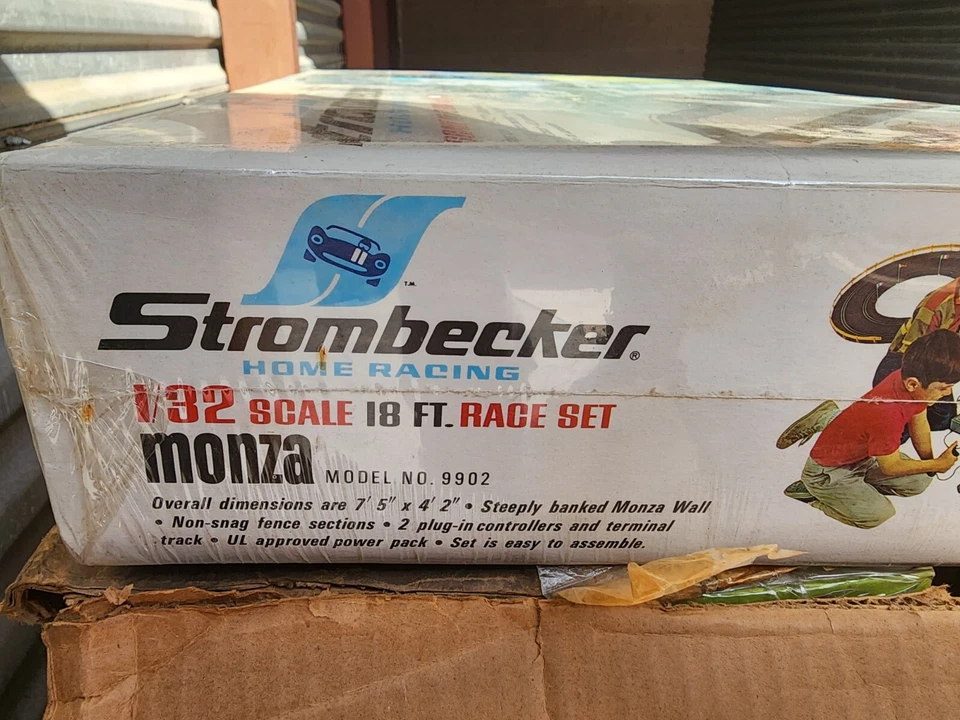 T.M.
Strombecker®
HOME RACING
1/32 SCALE 18 FT. RACE SET
monza MODEL NO. 9902
Overall dimensions are 7' 5" x 4' 2" • Steeply banked Monza Wall
• Non-snag fence sections • 2 plug-in controllers and terminal
track • UL approved power pack • Set is easy to assemble.